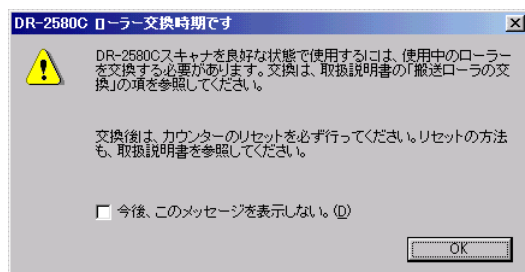 DR-2580C ローラー交換時期です
DR-2580Cスキャナを良好な状態で使用するには、使用中のローラー
を交換する必要があります。交換は、取扱説明書の「搬送ローラの交
換」の項を参照してください。
交換後は、カウンターのリセットを必ず行ってください。リセットの方法
も、取扱説明書を参照してください。
今後、このメッセージを表示しない。(D)
OK